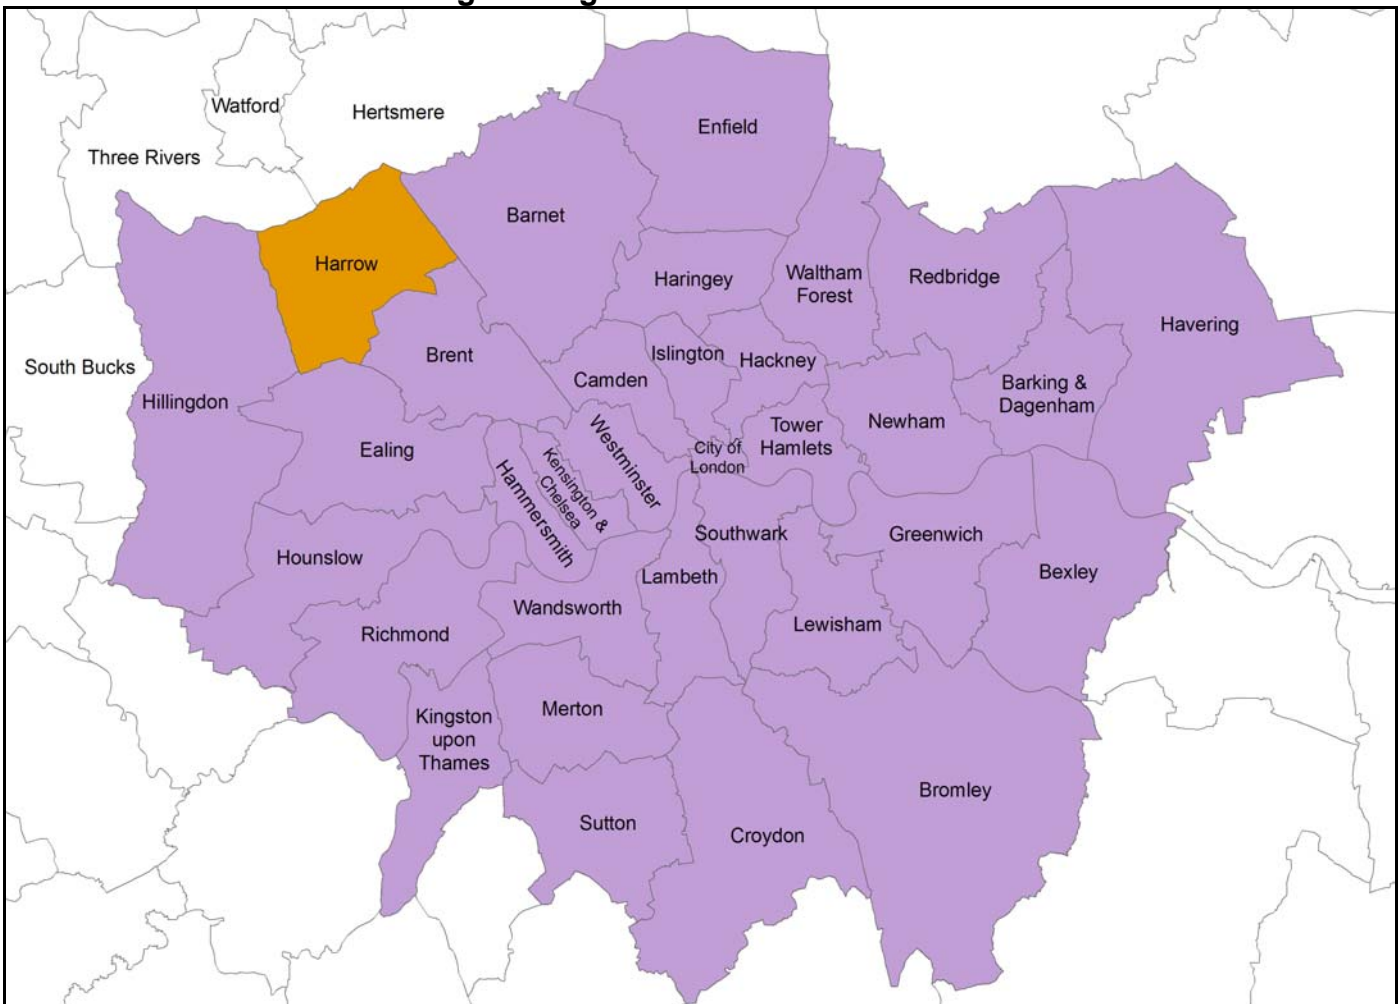 Watford
Hertsmere
Enfield
Three Rivers
Barnet
Harrow
Haringey
Waltham
Forest
Redbridge
Havering
South Bucks
Brent
Islington
Hackney
Camden
Barking &
Dagenham
Hillingdon
Newham
Tower
Hamlets
Ealing
Westminster
City of
London
Kensington &
Chelsea
Hammersmith
Southwark
Greenwich
Hounslow
Lambeth
Bexley
Wandsworth
Richmond
Lewisham
Kingston
upon
Thames
Merton
Bromley
Sutton
Croydon